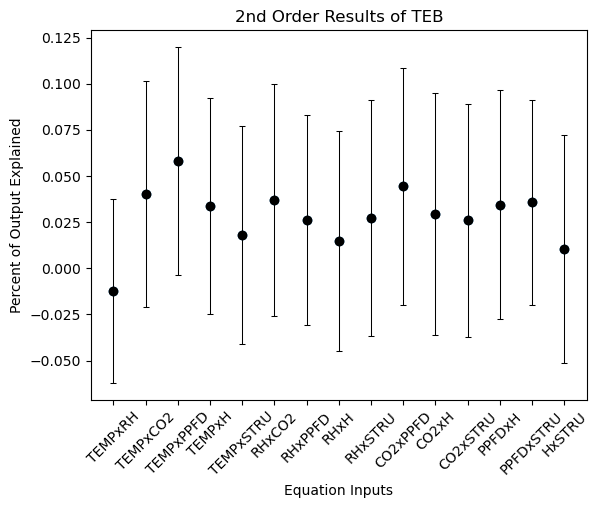 2nd Order Results of TEB
Percent of Output Explained
0.125
0.100
0.075
0.050
0.025
0.000
−0.025
−0.050
TEMPxRH
TEMPxCO2
TEMPxPPFD
TEMPxH
TEMPxSTRU
RHxCO2
RHxPPFD
RHxH
RHxSTRU
CO2xPPFD
CO2xH
CO2xSTRU
PPFDxH
PPFDxSTRU
HxSTRU
Equation Inputs